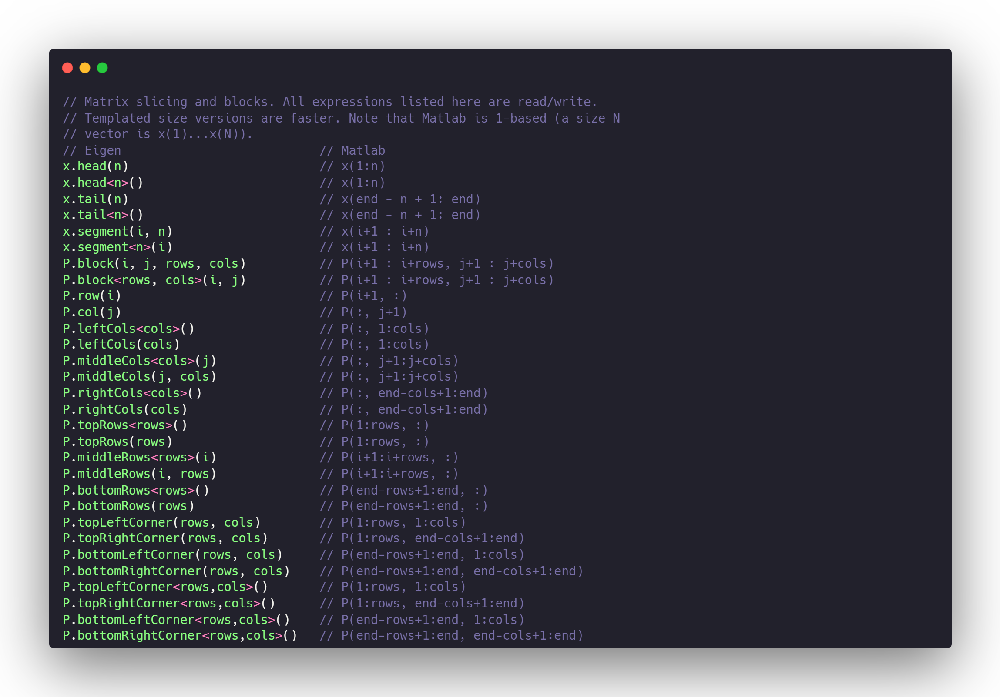 // Matrix slicing and blocks. All expressions listed here are read/write.
// Templated size versions are faster. Note that Matlab is 1-based (a size N
// vector is x(1)...x(N)).
// Eigen                           // Matlab
x.head(n)                          // x(1:n)
x.head<n>()                        // x(1:n)
x.tail(n)                          // x(end - n + 1: end)
x.tail<n>()                        // x(end - n + 1: end)
x.segment(i, n)                    // x(i+1 : i+n)
x.segment<n>(i)                    // x(i+1 : i+n)
P.block(i, j, rows, cols)          // P(i+1 : i+rows, j+1 : j+cols)
P.block<rows, cols>(i, j)          // P(i+1 : i+rows, j+1 : j+cols)
P.row(i)                           // P(i+1, :)
P.col(j)                           // P(:, j+1)
P.leftCols<cols>()                 // P(:, 1:cols)
P.leftCols(cols)                   // P(:, 1:cols)
P.middleCols<cols>(j)              // P(:, j+1:j+cols)
P.middleCols(j, cols)              // P(:, j+1:j+cols)
P.rightCols<cols>()                // P(:, end-cols+1:end)
P.rightCols(cols)                  // P(:, end-cols+1:end)
P.topRows<rows>()                  // P(1:rows, :)
P.topRows(rows)                    // P(1:rows, :)
P.middleRows<rows>(i)              // P(i+1:i+rows, :)
P.middleRows(i, rows)              // P(i+1:i+rows, :)
P.bottomRows<rows>()               // P(end-rows+1:end, :)
P.bottomRows(rows)                 // P(end-rows+1:end, :)
P.topLeftCorner(rows, cols)        // P(1:rows, 1:cols)
P.topRightCorner(rows, cols)       // P(1:rows, end-cols+1:end)
P.bottomLeftCorner(rows, cols)     // P(end-rows+1:end, 1:cols)
P.bottomRightCorner(rows, cols)    // P(end-rows+1:end, end-cols+1:end)
P.topLeftCorner<rows,cols>()       // P(1:rows, 1:cols)
P.topRightCorner<rows,cols>()      // P(1:rows, end-cols+1:end)
P.bottomLeftCorner<rows,cols>()    // P(end-rows+1:end, 1:cols)
P.bottomRightCorner<rows,cols>()   // P(end-rows+1:end, end-cols+1:end)